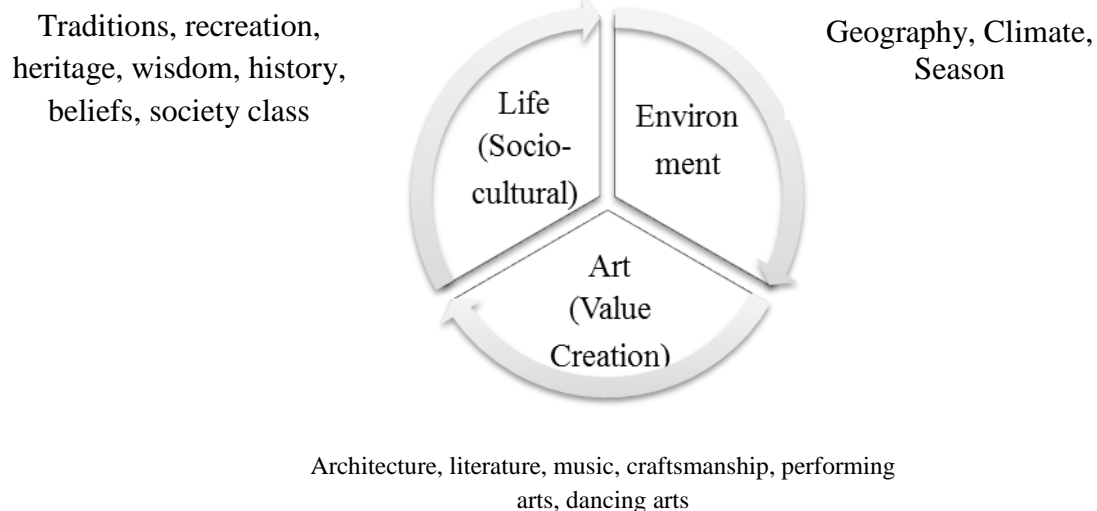 Traditions, recreation,
heritage, wisdom, history,
beliefs, society class
Geography, Climate,
Season
Life
(Socio-
cultural)
Environ
ment
Art
(Value
Creation)
Architecture, literature, music, craftsmanship, performing
arts, dancing arts